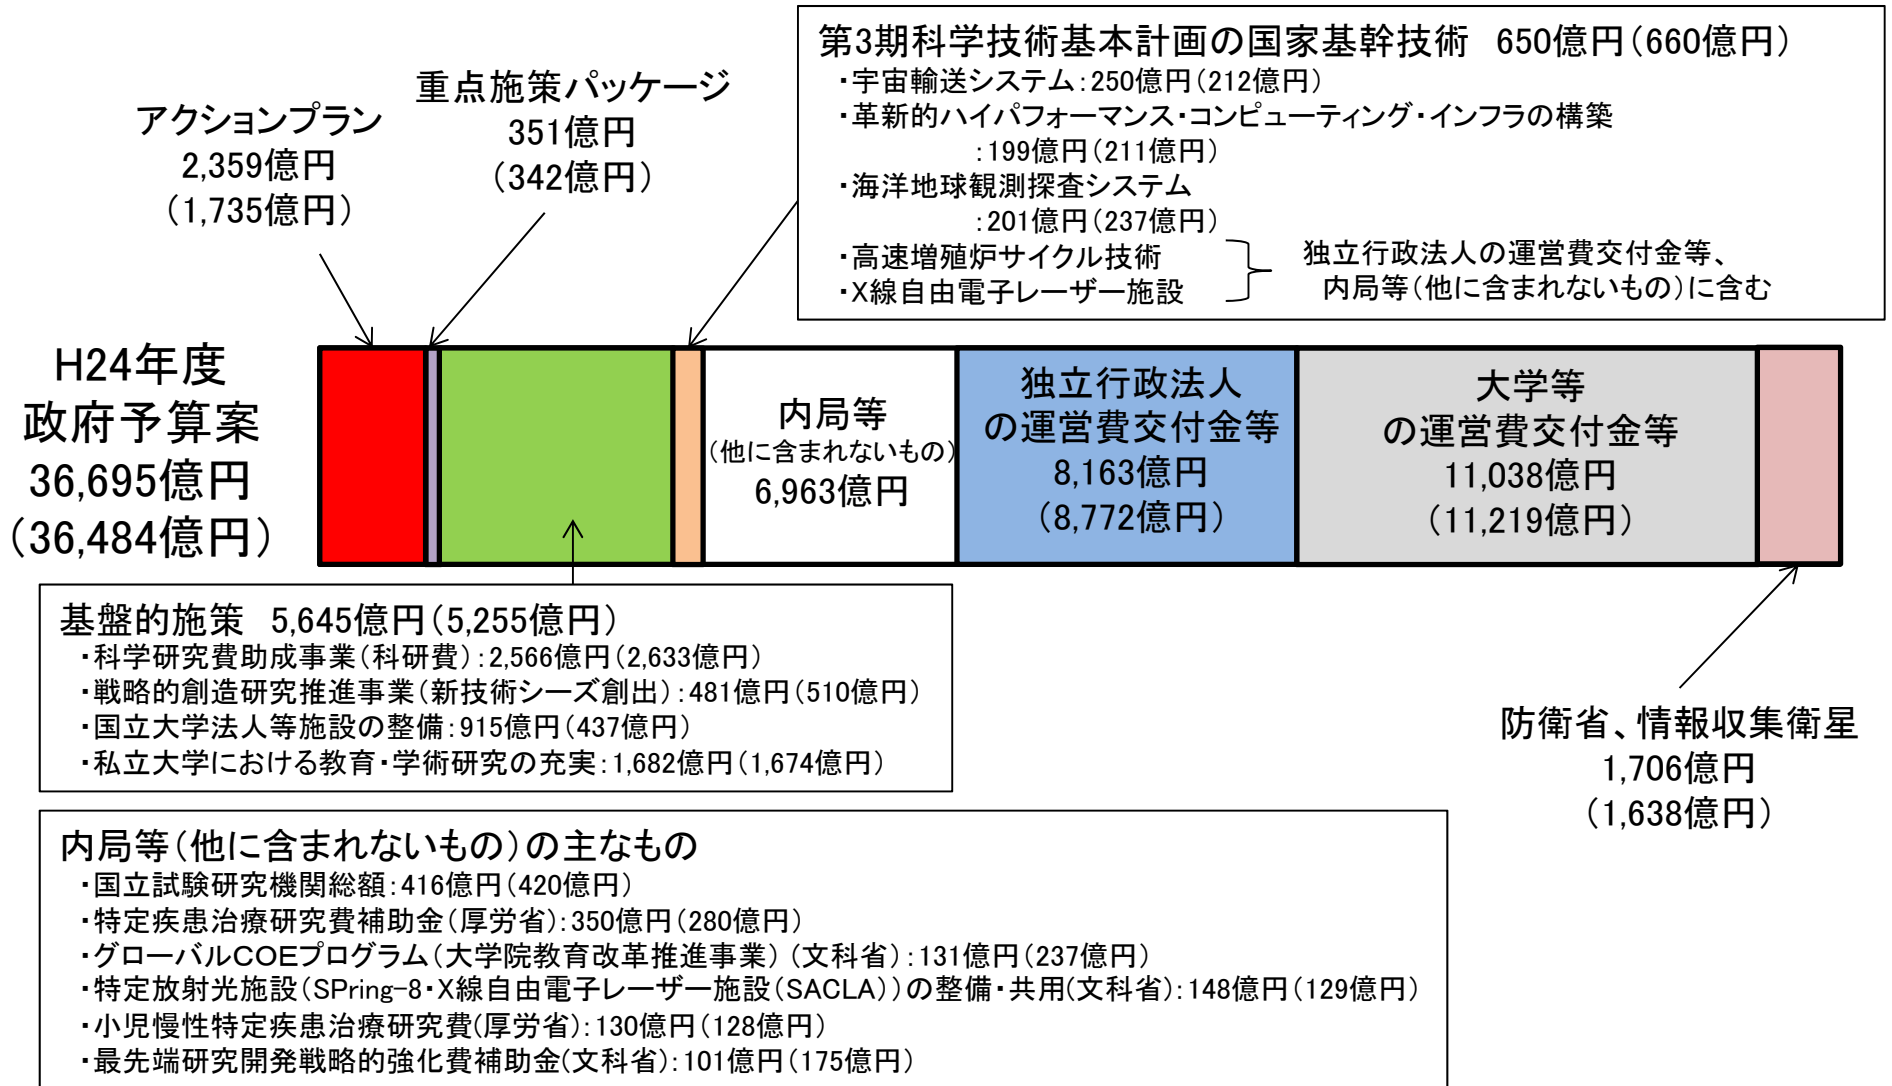 第3期科学技術基本計画の国家基幹技術　650億円(660億円)
・宇宙輸送システム:250億円(212億円)
・革新的ハイパフォーマンス・コンピューティング・インフラの構築
:199億円(211億円)
・海洋地球観測探査システム
:201億円(237億円)
・高速増殖炉サイクル技術
・X線自由電子レーザー施設
独立行政法人の運営費交付金等、
内局等(他に含まれないもの)に含む
重点施策パッケージ
351億円
(342億円)
アクションプラン
2,359億円
(1,735億円)
H24年度
政府予算案
36,695億円
(36,484億円)
内局等
(他に含まれないもの)
6,963億円
独立行政法人
の運営費交付金等
8,163億円
(8,772億円)
大学等
の運営費交付金等
11,038億円
(11,219億円)
基盤的施策　5,645億円(5,255億円)
・科学研究費助成事業(科研費):2,566億円(2,633億円)
・戦略的創造研究推進事業(新技術シーズ創出):481億円(510億円)
・国立大学法人等施設の整備:915億円(437億円)
・私立大学における教育・学術研究の充実:1,682億円(1,674億円)
防衛省、情報収集衛星
1,706億円
(1,638億円)
内局等(他に含まれないもの)の主なもの
・国立試験研究機関総額:416億円(420億円)
・特定疾患治療研究費補助金(厚労省):350億円(280億円)
・グローバルCOEプログラム(大学院教育改革推進事業) (文科省):131億円(237億円)
・特定放射光施設(SPring-8・X線自由電子レーザー施設(SACLA))の整備・共用(文科省):148億円(129億円)
・小児慢性特定疾患治療研究費(厚労省):130億円(128億円)
・最先端研究開発戦略的強化費補助金(文科省):101億円(175億円)